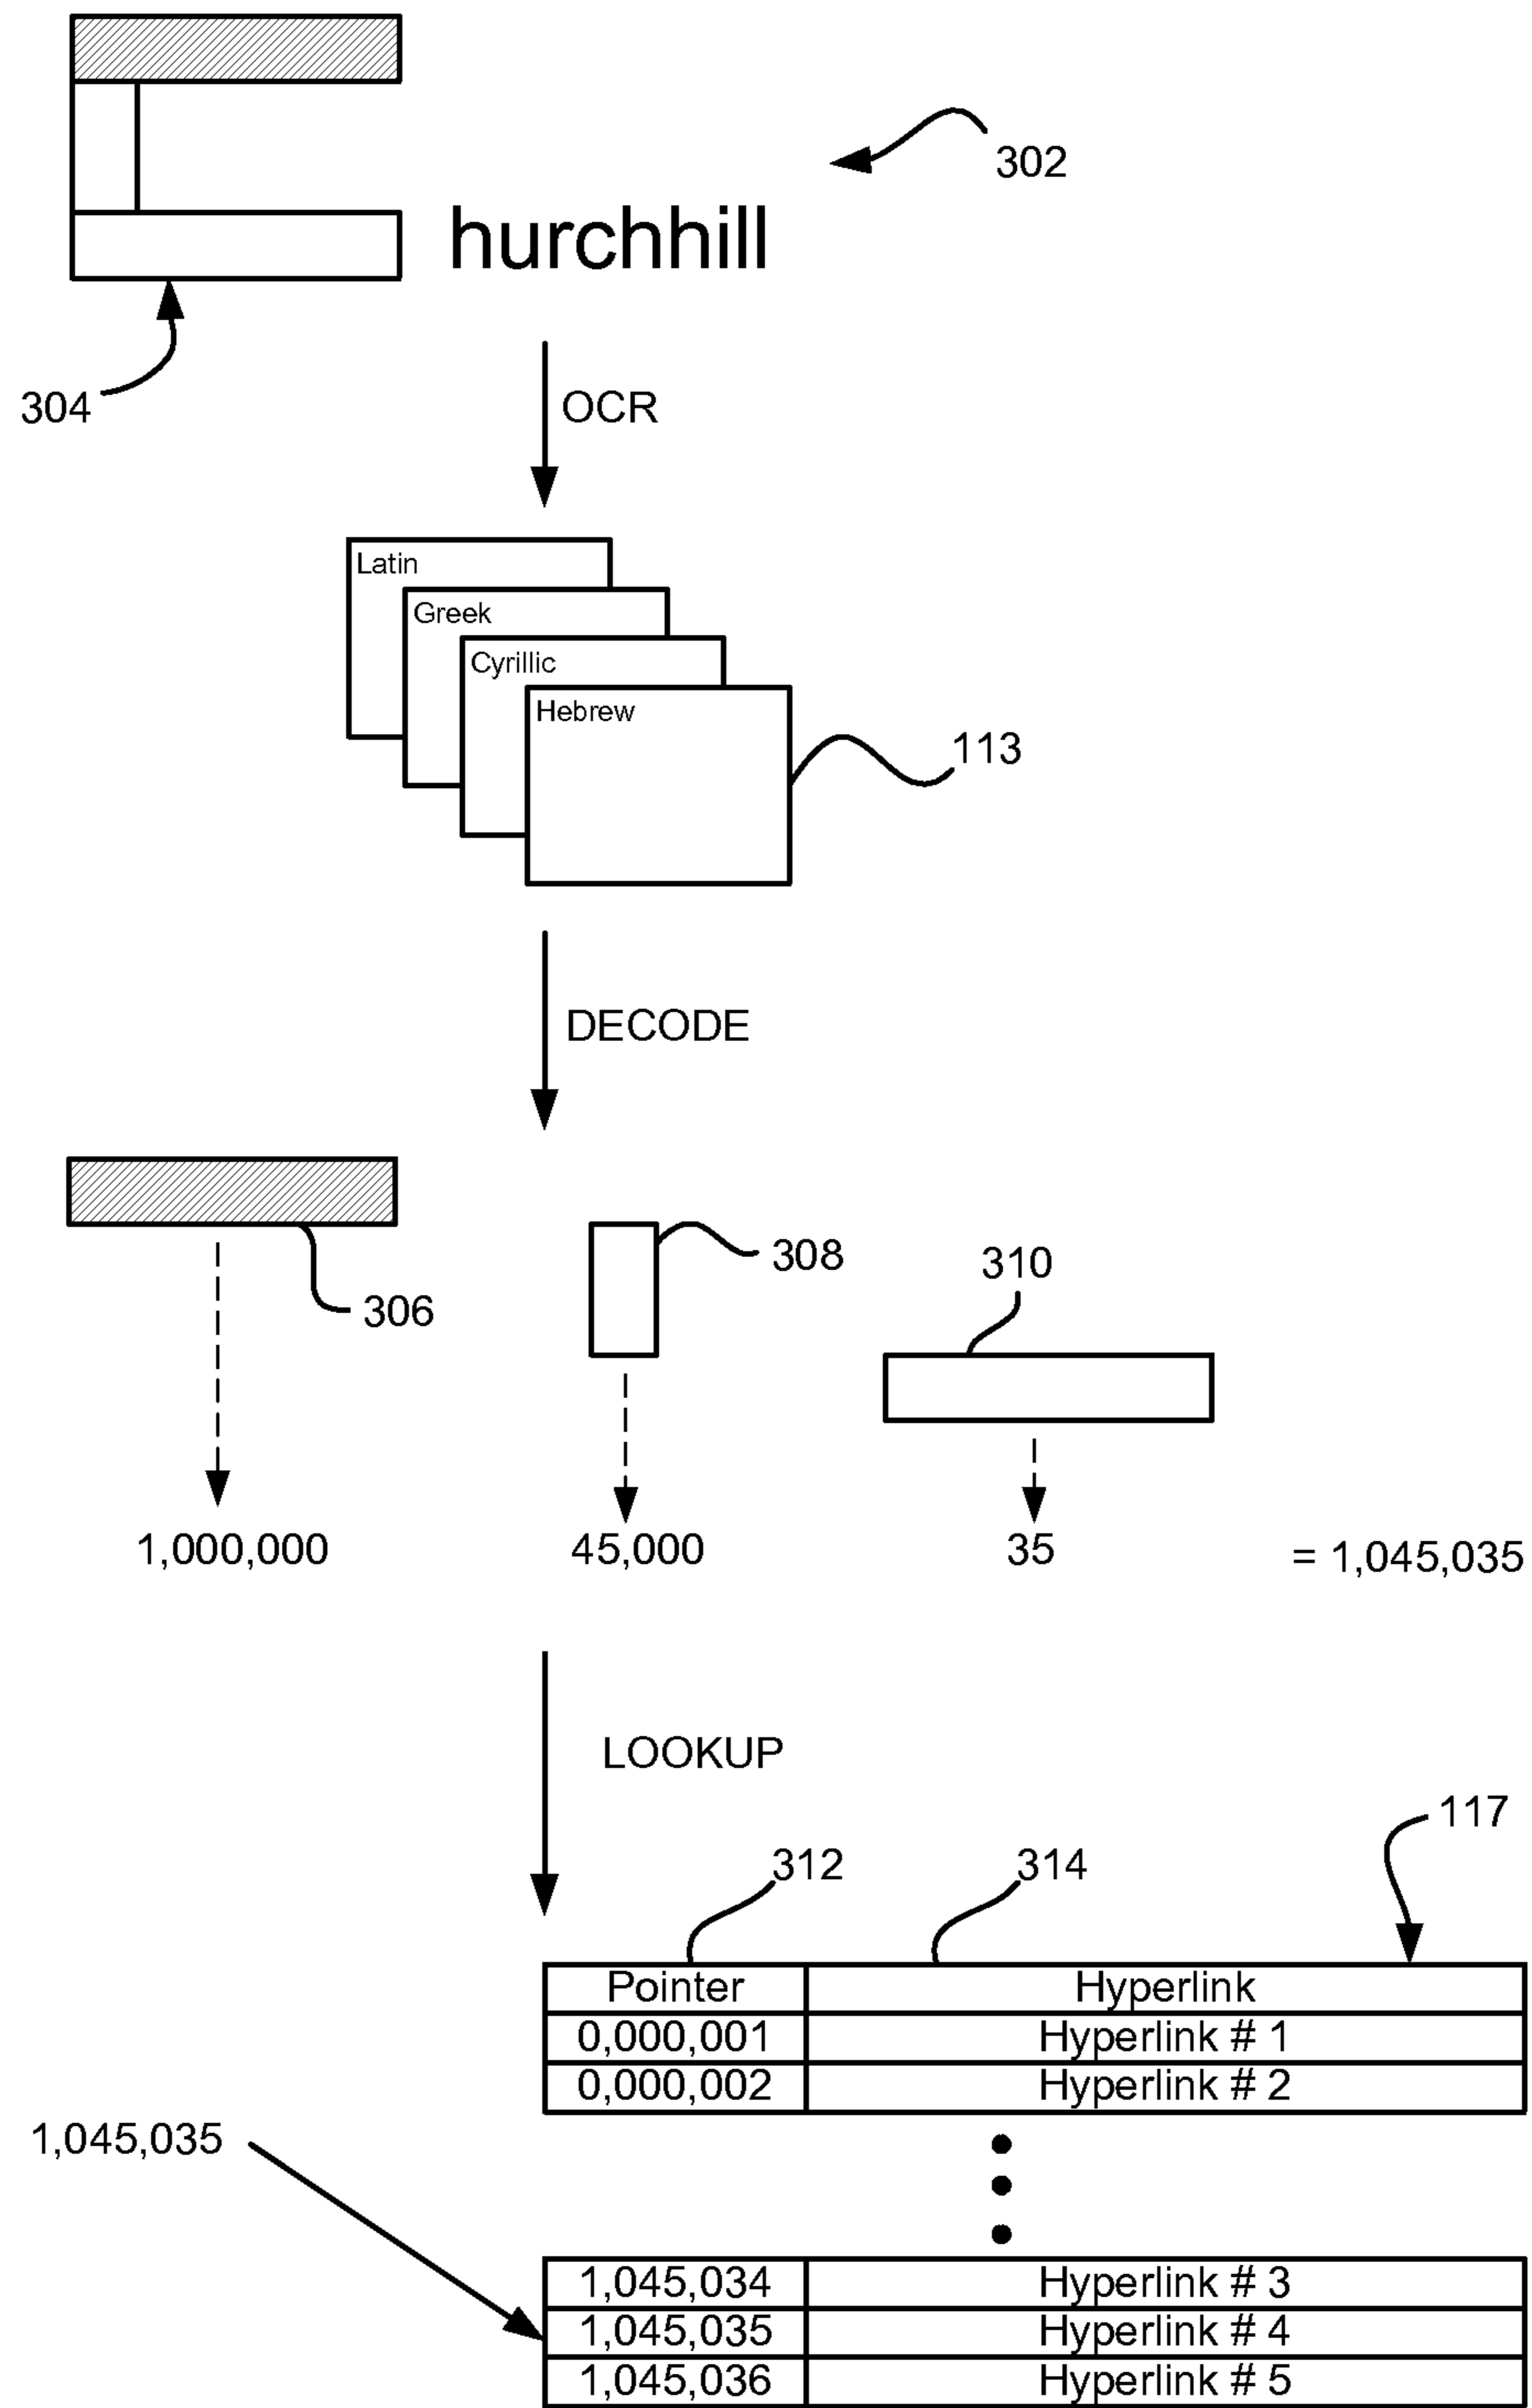 302
hurchhill
304
OCR
Latin
Greek
Cyrillic
Hebrew
113
DECODE
308
310
306
1,000,000 45,000 35 = 1,045,035
LOOKUP
117
312 314
Pointer Hyperlink
0,000,001 Hyperlink # 1
0,000,002 Hyperlink # 2
1,045,035
1,045,034 Hyperlink # 3
1,045,035 Hyperlink # 4
1,045,036 Hyperlink # 5